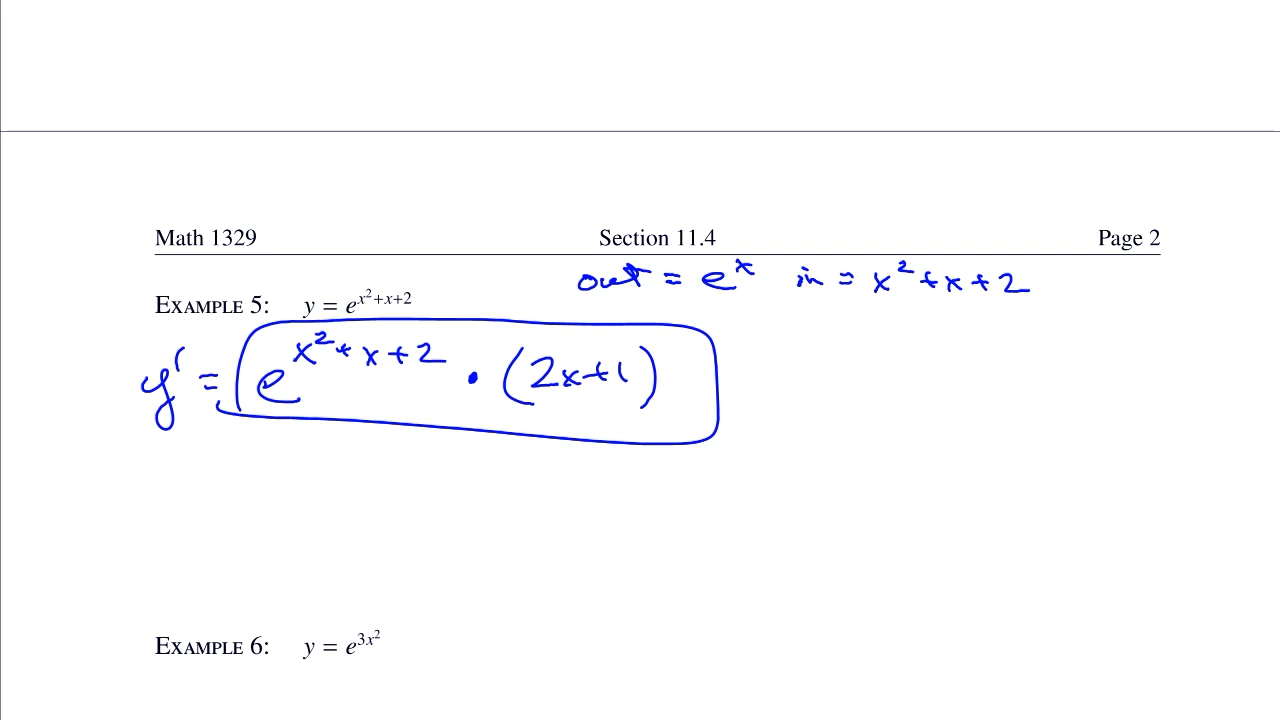 Math 1329 Section 11.4 Page 2
out = e^x in = x^2+x+2
EXAMPLE 5: y = e^{x^2+x+2}
y' = e^{x^2+x+2} · (2x+1)
EXAMPLE 6: y = e^{3x^2}